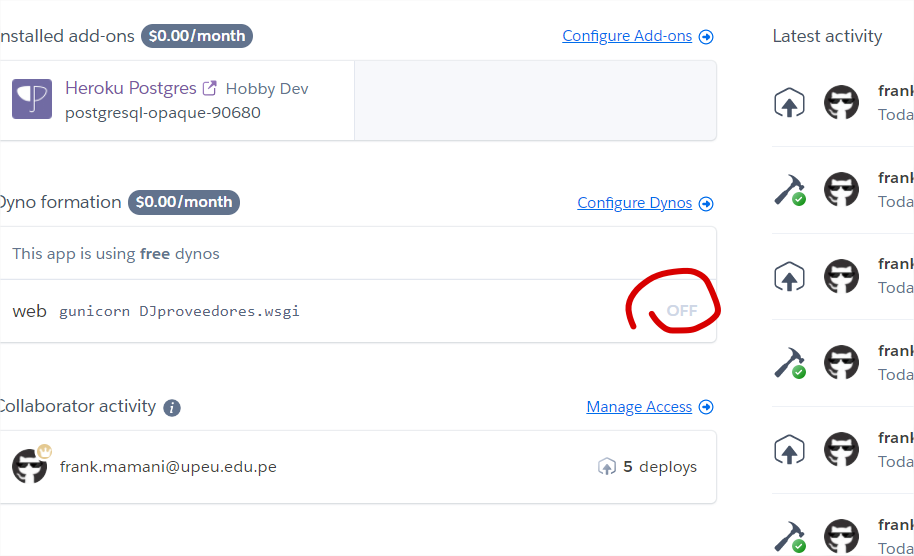 nstalled add-ons $0.00/month
Configure Add-ons
Heroku Postgres Hobby Dev
postgresql-opaque-90680
Dyno formation $0.00/month
Configure Dynos
This app is using free dynos
web gunicorn DJproveedores.wsgi
OFF
Collaborator activity i
Manage Access
frank.mamani@upeu.edu.pe
5 deploys
Latest activity
frank
Toda
frank
Toda
frank
Toda
frank
Toda
frank
Toda
frank
Toda